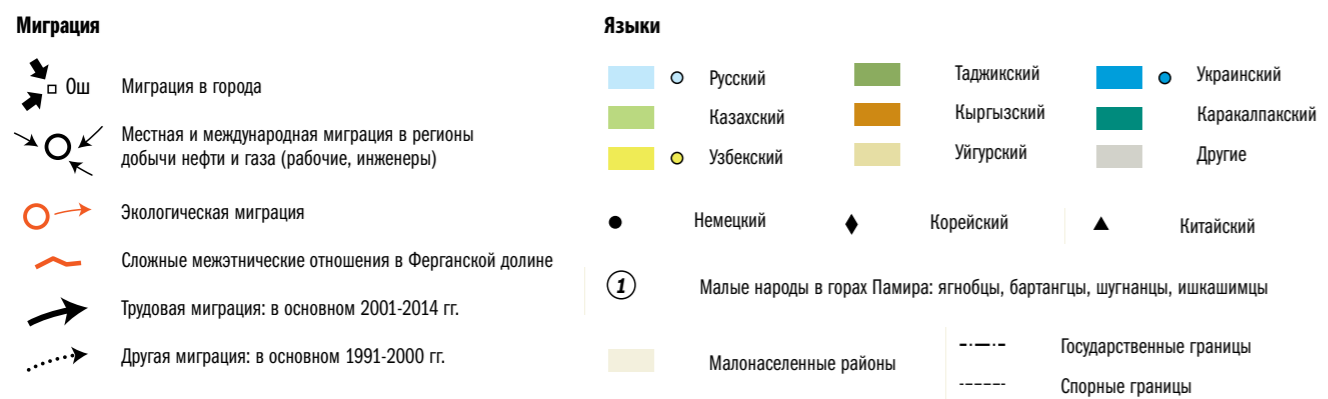 Миграция
Ош
Миграция в города
Местная и международная миграция в регионы
добычи нефти и газа (рабочие, инженеры)
Экологическая миграция
Сложные межэтнические отношения в Ферганской долине
Трудовая миграция: в основном 2001-2014 гг.
Другая миграция: в основном 1991-2000 гг.
Языки
Русский
Таджикский
Украинский
Казахский
Кыргызский
Каракалпакский
Узбекский
Уйгурский
Другие
Немецкий
Корейский
Китайский
1
Малые народы в горах Памира: ягнобцы, бартангцы, шугнанцы, ишкашимцы
Малонаселенные районы
Государственные границы
Спорные границы